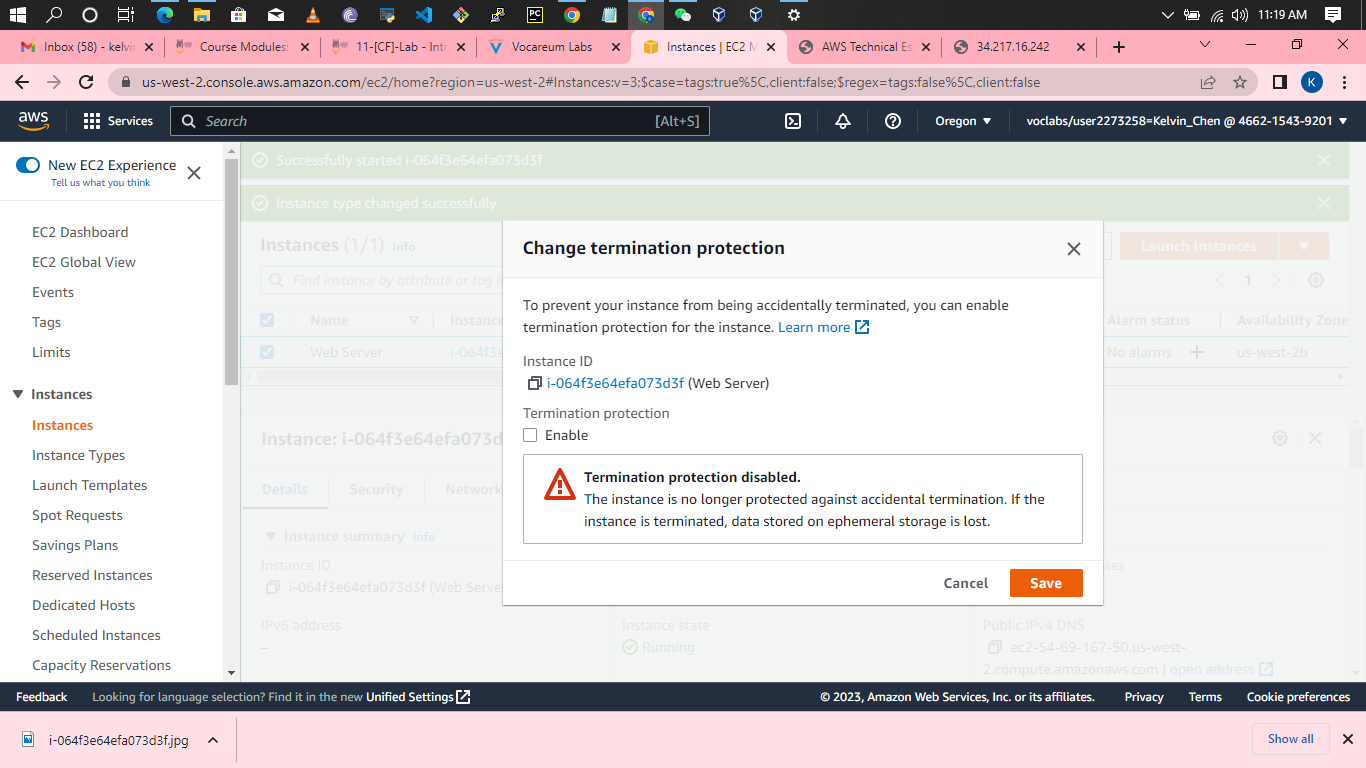 PC
11:19 AM
Inbox (58) - kelvin
Course Modules:
11-[CF]-Lab - Intr
Vocareum Labs
Instances | EC2 M
AWS Technical Es
34.217.16.242
us-west-2.console.aws.amazon.com/ec2/home?region=us-west-2#Instances:v=3;$case=tags:true%5C,client:false;$regex=tags:false%5C,client:false
K
aws
Services
Search
[Alt+S]
Oregon
voclabs/user2273258=Kelvin_Chen @ 4662-1543-9201
New EC2 Experience
Tell us what you think
EC2 Dashboard
EC2 Global View
Events
Tags
Limits
Instances
Instances
Instance Types
Launch Templates
Spot Requests
Savings Plans
Reserved Instances
Dedicated Hosts
Scheduled Instances
Capacity Reservations
Successfully started i-064f3e64efa073d3f
Instance type changed successfully
Instances (1/1) Info
Launch instances
Find instance by attribute or tag (
1
Name
Instance
Alarm status
Availability Zone
Web Server
i-064f3e
No alarms
us-west-2b
Instance: i-064f3e64efa073d
Details
Security
Network
Instance summary Info
Instance ID
i-064f3e64efa073d3f (Web Serve
IPv6 address
–
Instance state
Running
Public IPv4 DNS
ec2-54-69-167-50.us-west-
2.compute.amazonaws.com | open address
Change termination protection
To prevent your instance from being accidentally terminated, you can enable
termination protection for the instance. Learn more
Instance ID
i-064f3e64efa073d3f (Web Server)
Termination protection
Enable
Termination protection disabled.
The instance is no longer protected against accidental termination. If the
instance is terminated, data stored on ephemeral storage is lost.
Cancel
Save
Feedback
Looking for language selection? Find it in the new Unified Settings
© 2023, Amazon Web Services, Inc. or its affiliates.
Privacy
Terms
Cookie preferences
i-064f3e64efa073d3f.jpg
Show all